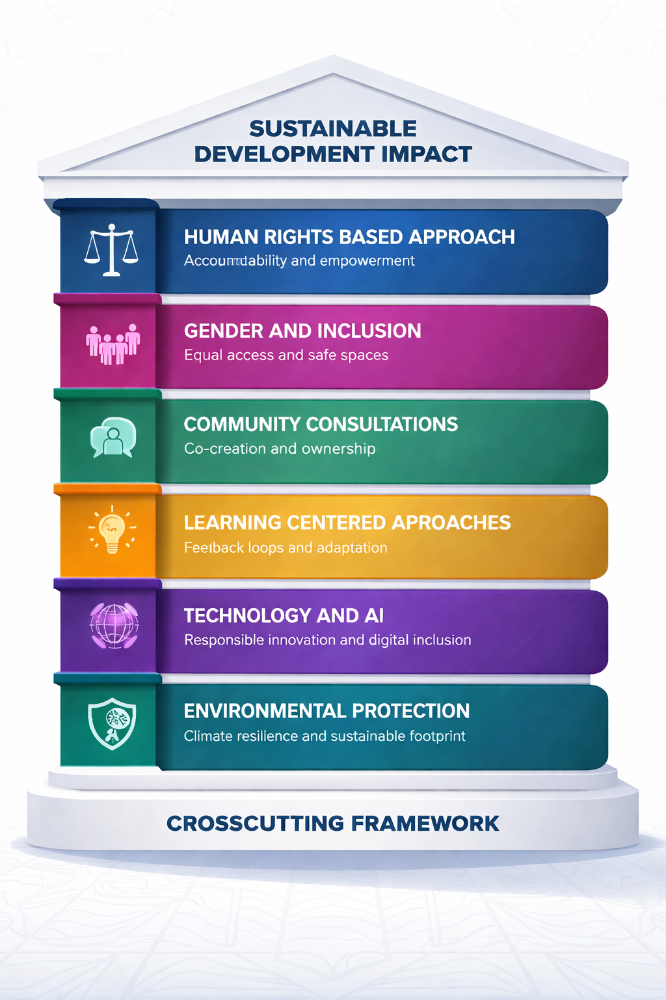 SUSTAINABLE
DEVELOPMENT IMPACT
HUMAN RIGHTS BASED APPROACH
Accountability and empowerment
GENDER AND INCLUSION
Equal access and safe spaces
COMMUNITY CONSULTATIONS
Co-creation and ownership
LEARNING CENTERED APROACHES
Feelback loops and adaptation
TECHNOLOGY AND AI
Responsible innovation and digital inclusion
ENVIRONMENTAL PROTECTION
Climate resilience and sustainable footprint
CROSSCUTTING FRAMEWORK